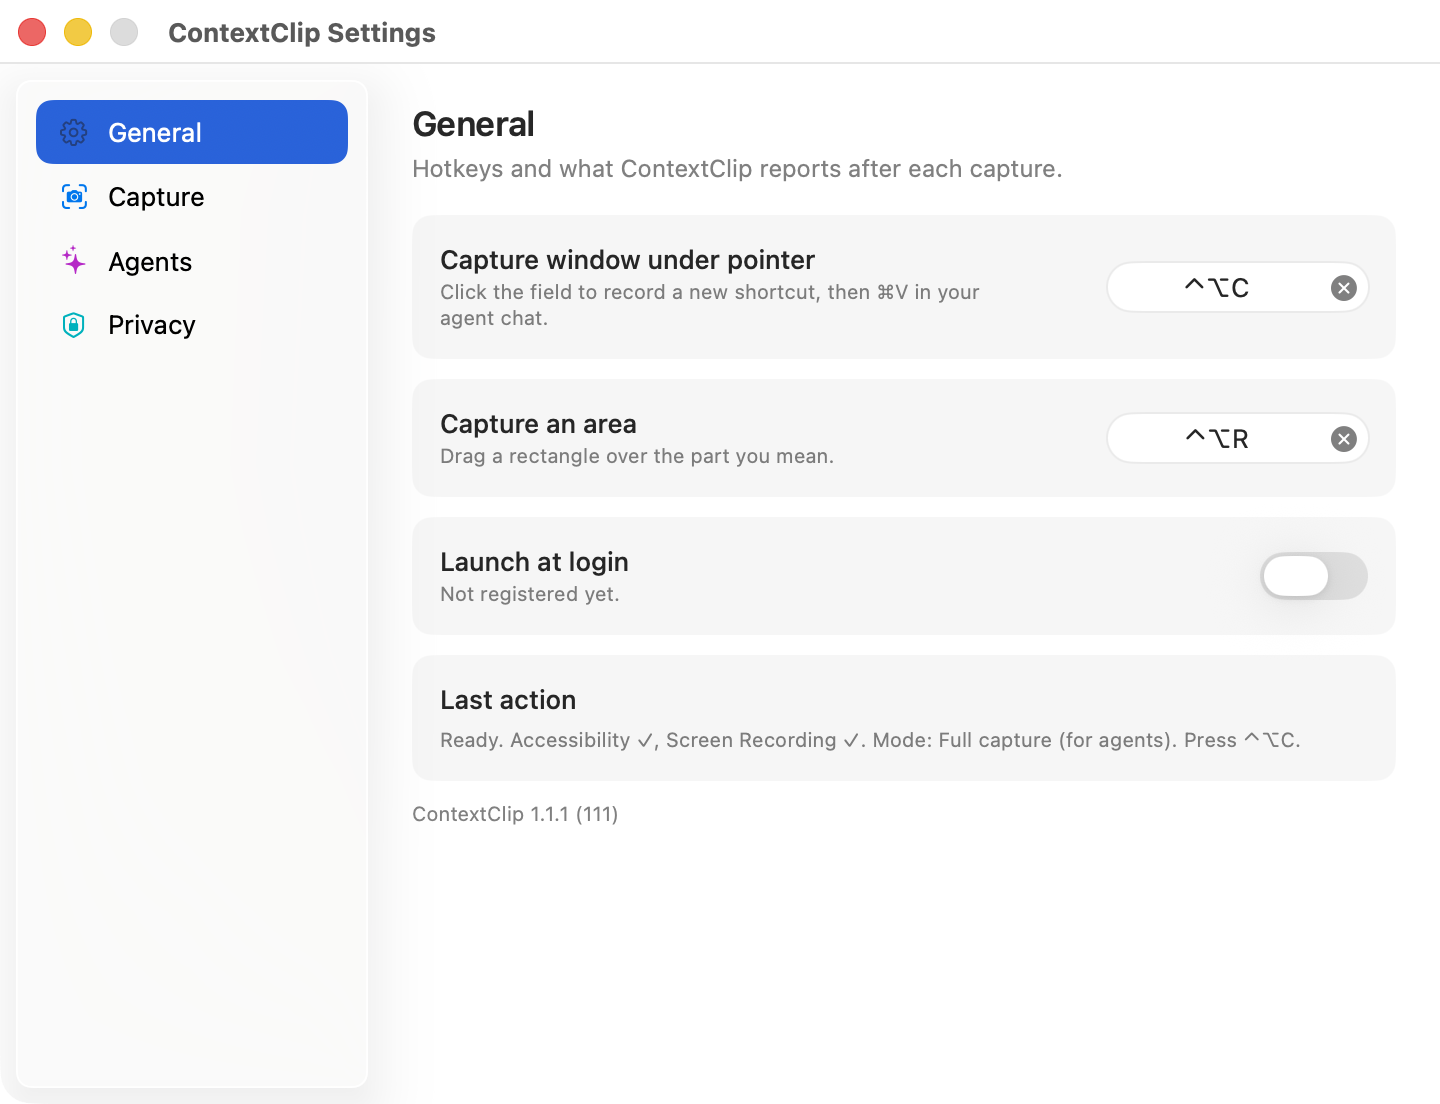 ContextClip Settings
General
Capture
Agents
Privacy
General
Hotkeys and what ContextClip reports after each capture.
Capture window under pointer
Click the field to record a new shortcut, then ⌘V in your
agent chat.
^⌥C
Capture an area
Drag a rectangle over the part you mean.
^⌥R
Launch at login
Not registered yet.
Last action
Ready. Accessibility ✓, Screen Recording ✓. Mode: Full capture (for agents). Press ^⌥C.
ContextClip 1.1.1 (111)